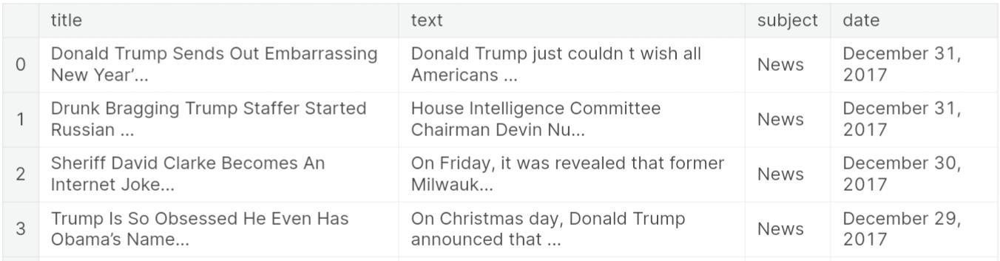 title text subject date
0 Donald Trump Sends Out Embarrassing New Year’... Donald Trump just couldn t wish all Americans ... News December 31, 2017
1 Drunk Bragging Trump Staffer Started Russian ... House Intelligence Committee Chairman Devin Nu... News December 31, 2017
2 Sheriff David Clarke Becomes An Internet Joke... On Friday, it was revealed that former Milwauk... News December 30, 2017
3 Trump Is So Obsessed He Even Has Obama’s Name... On Christmas day, Donald Trump announced that ... News December 29, 2017